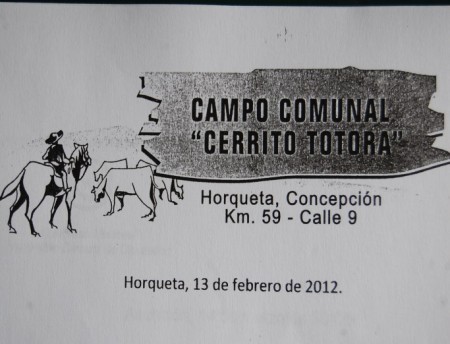 CAMPO COMUNAL
"CERRITO TOTORA"
Horqueta, Concepción
Km. 59 - Calle 9
Horqueta, 13 de febrero de 2012.